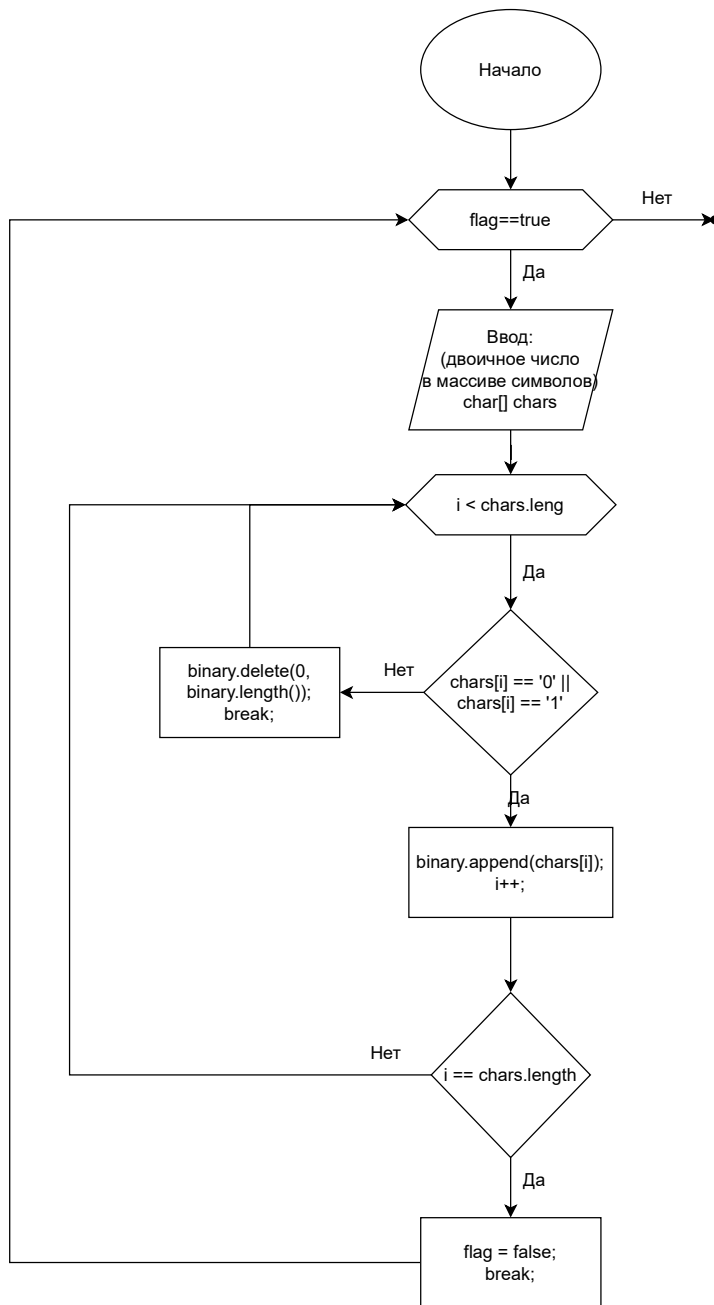 Начало
flag==true
Нет
Да
Ввод:
(двоичное число
в массиве символов)
char[] chars
i < chars.leng
Да
chars[i] == '0' ||
chars[i] == '1'
Нет
binary.delete(0,
binary.length());
break;
Да
binary.append(chars[i]);
i++;
Нет
i == chars.length
Да
flag = false;
break;